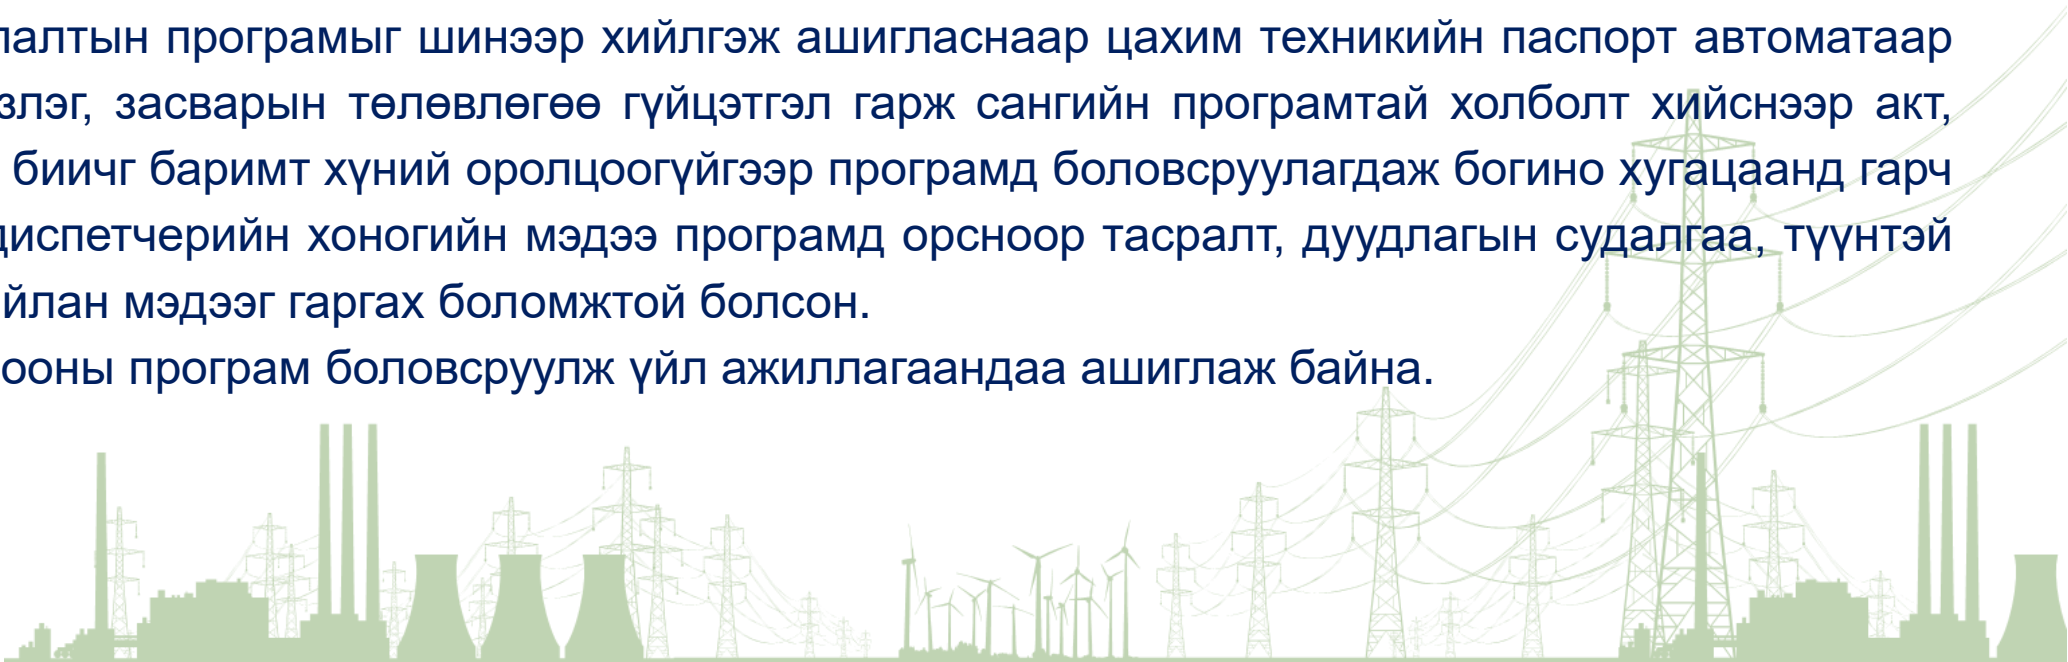 лалтын програмыг шинээр хийлгэж ашигласнаар цахим техникийн паспорт автоматаар
злэг, засварын төлөвлөгөө гүйцэтгэл гарж сангийн програмтай холболт хийснээр акт,
биичг баримт хүний оролцоогүйгээр програмд боловсруулагдаж богино хугацаанд гарч
диспетчерийн хоногийн мэдээ програмд орсноор тасралт, дуудлагын судалгаа, түүнтэй
йлан мэдээг гаргах боломжтой болсон.
ооны програм боловсруулж үйл ажиллагаандаа ашиглаж байна.